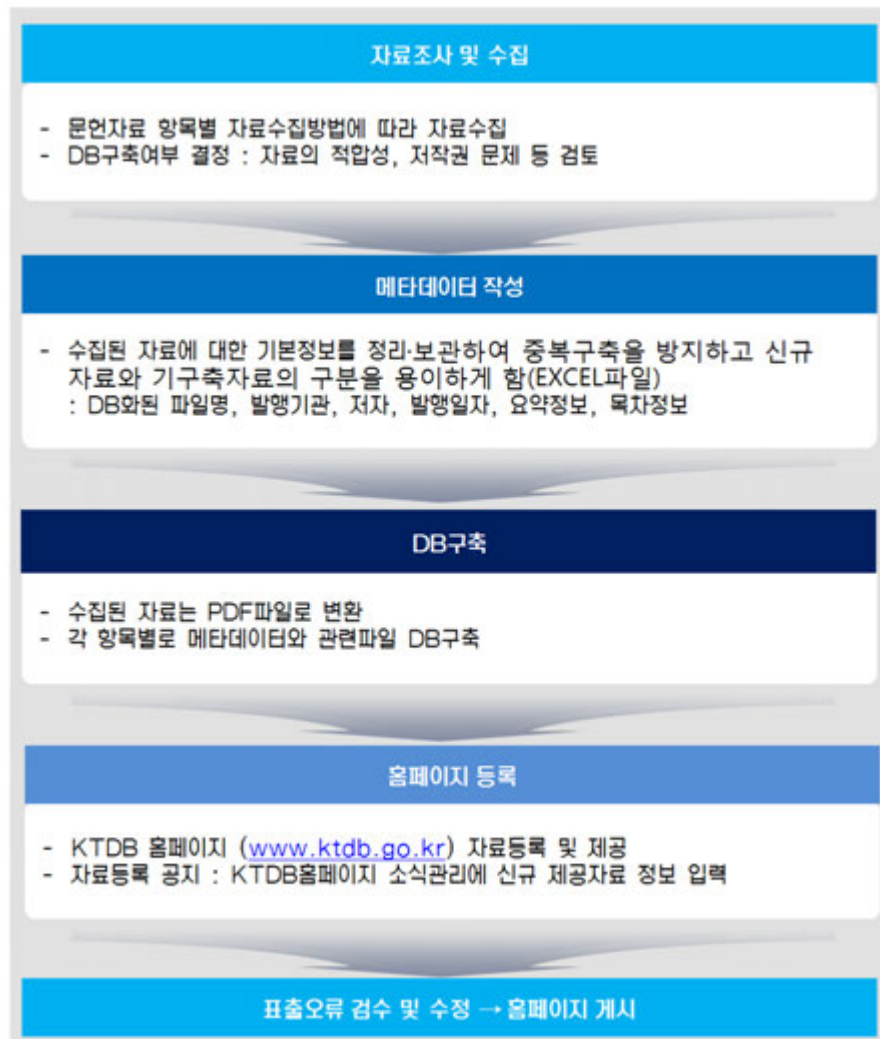 자료조사 및 수집
- 문헌자료 항목별 자료수집방법에 따라 자료수집
- DB구축여부 결정 : 자료의 적합성, 저작권 문제 등 검토
메타데이터 작성
- 수집된 자료에 대한 기본정보를 정리·보관하여 중복구축을 방지하고 신규
자료와 기구축자료의 구분을 용이하게 함(EXCEL파일)
: DB화된 파일명, 발행기관, 저자, 발행일자, 요약정보, 목차정보
DB구축
- 수집된 자료는 PDF파일로 변환
- 각 항목별로 메타데이터와 관련파일 DB구축
홈페이지 등록
- KTDB 홈페이지 (www.ktdb.go.kr) 자료등록 및 제공
- 자료등록 공지 : KTDB홈페이지 소식관리에 신규 제공자료 정보 입력
표출오류 검수 및 수정 → 홈페이지 게시